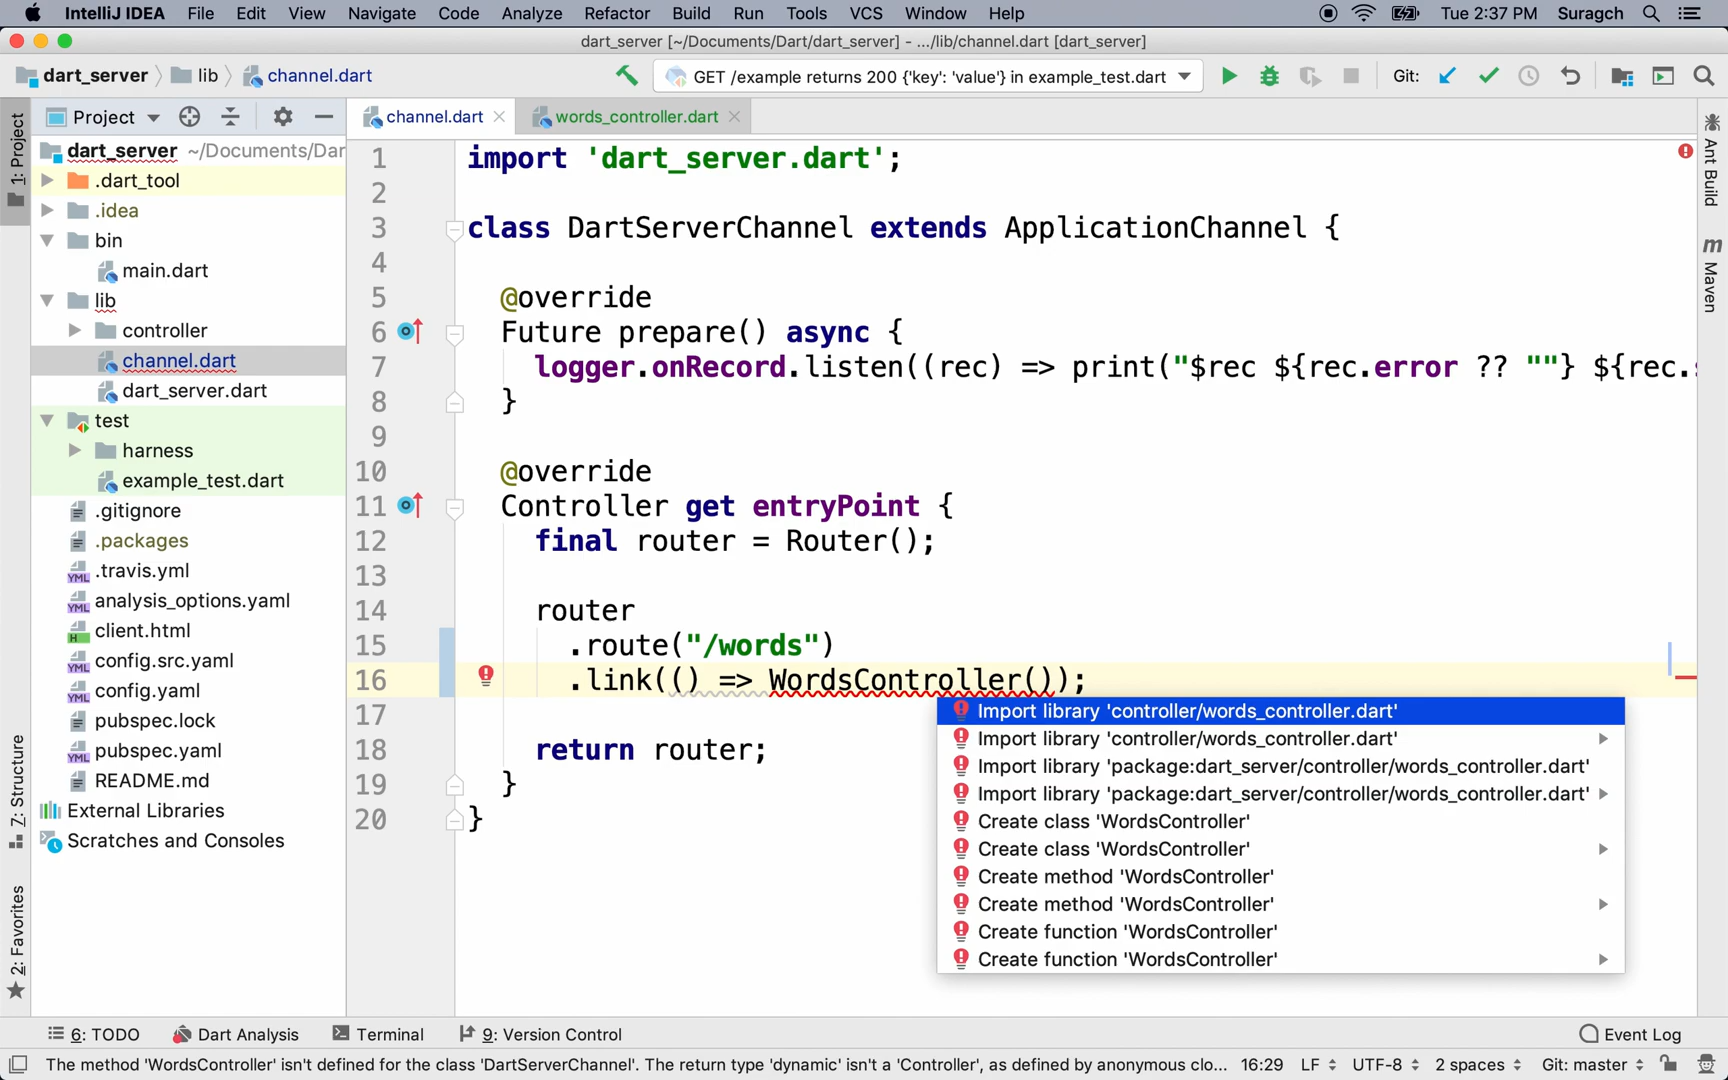 IntelliJ IDEA File Edit View Navigate Code Analyze Refactor Build Run Tools VCS Window Help Tue 2:37 PM Suragch
dart_server [~/Documents/Dart/dart_server] - .../lib/channel.dart [dart_server]
dart_server lib channel.dart
GET /example returns 200 {'key': 'value'} in example_test.dart
Git:
1: Project
Z: Structure
2: Favorites
Project
dart_server ~/Documents/Dar
.dart_tool
.idea
bin
main.dart
lib
controller
channel.dart
dart_server.dart
test
harness
example_test.dart
.gitignore
.packages
.travis.yml
analysis_options.yaml
client.html
config.src.yaml
config.yaml
pubspec.lock
pubspec.yaml
README.md
External Libraries
Scratches and Consoles
channel.dart words_controller.dart
1 import 'dart_server.dart';
2
3 class DartServerChannel extends ApplicationChannel {
4
5 @override
6 Future prepare() async {
7 logger.onRecord.listen((rec) => print("$rec ${rec.error ?? ""} ${rec.s
8 }
9
10 @override
11 Controller get entryPoint {
12 final router = Router();
13
14 router
15 .route("/words")
16 .link(() => WordsController());
17
18 return router;
19 }
20 }
Import library 'controller/words_controller.dart'
Import library 'controller/words_controller.dart'
Import library 'package:dart_server/controller/words_controller.dart'
Import library 'package:dart_server/controller/words_controller.dart'
Create class 'WordsController'
Create class 'WordsController'
Create method 'WordsController'
Create method 'WordsController'
Create function 'WordsController'
Create function 'WordsController'
Ant Build
m Maven
6: TODO Dart Analysis Terminal 9: Version Control Event Log
The method 'WordsController' isn't defined for the class 'DartServerChannel'. The return type 'dynamic' isn't a 'Controller', as defined by anonymous clo... 16:29 LF UTF-8 2 spaces Git: master